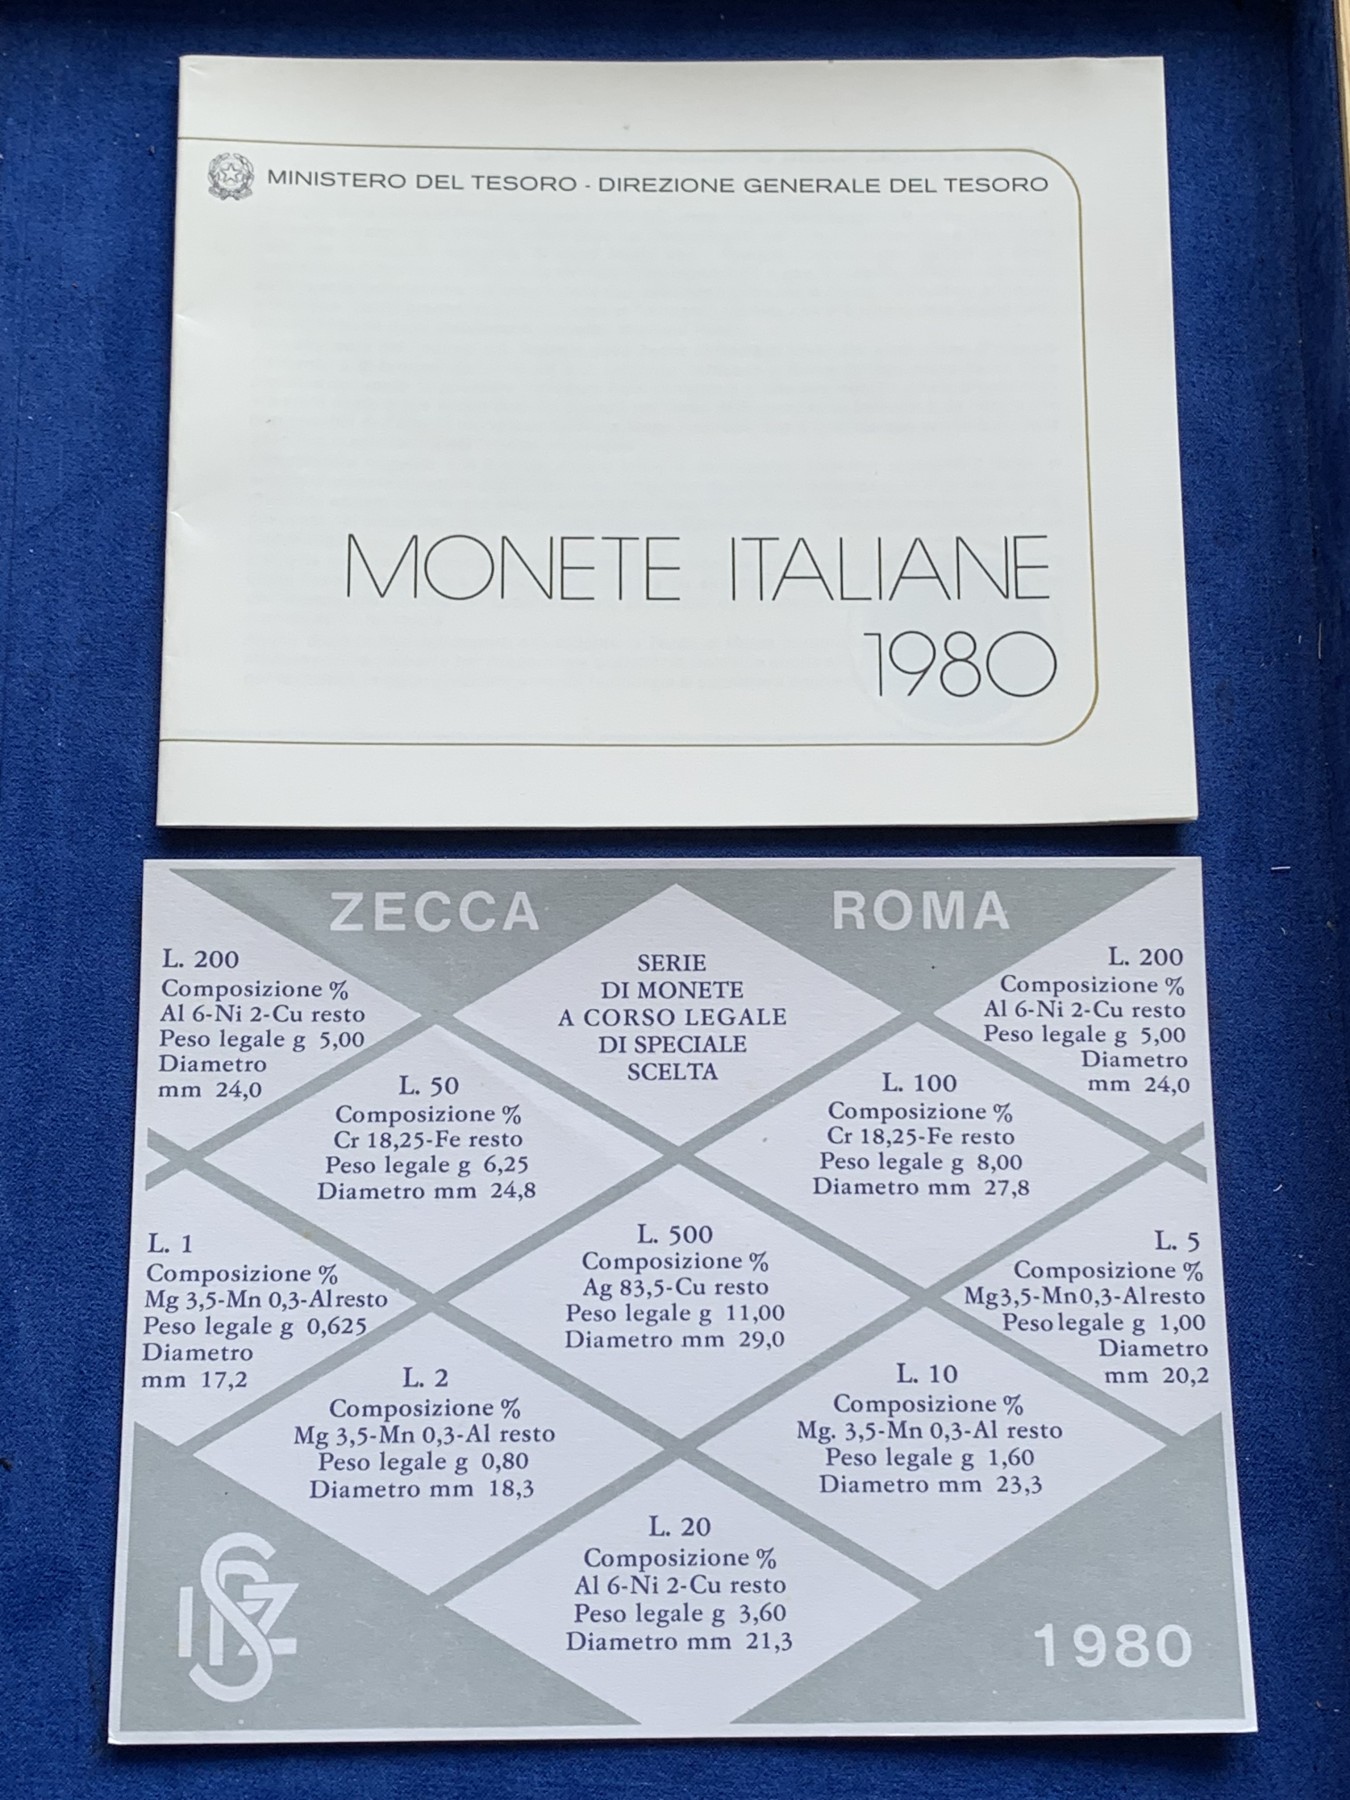 MINISTERO DEL TESORO - DIREZIONE GENERALE DEL TESORO
MONETE ITALIANE
1980
ZECCA ROMA
L. 200
Composizione %
Al 6-Ni 2-Cu resto
Peso legale g 5,00
Diametro
mm 24,0
SERIE
DI MONETE
A CORSO LEGALE
DI SPECIALE
SCELTA
L. 200
Composizione %
Al 6-Ni 2-Cu resto
Peso legale g 5,00
Diametro
mm 24,0
L. 50
Composizione %
Cr 18,25-Fe resto
Peso legale g 6,25
Diametro mm 24,8
L. 100
Composizione %
Cr 18,25-Fe resto
Peso legale g 8,00
Diametro mm 27,8
L. 1
Composizione %
Mg 3,5-Mn 0,3-Al resto
Peso legale g 0,625
Diametro
mm 17,2
L. 500
Composizione %
Ag 83,5-Cu resto
Peso legale g 11,00
Diametro mm 29,0
L. 5
Composizione %
Mg 3,5-Mn 0,3-Al resto
Peso legale g 1,00
Diametro
mm 20,2
L. 2
Composizione %
Mg 3,5-Mn 0,3-Al resto
Peso legale g 0,80
Diametro mm 18,3
L. 10
Composizione %
Mg. 3,5-Mn 0,3-Al resto
Peso legale g 1,60
Diametro mm 23,3
L. 20
Composizione %
Al 6-Ni 2-Cu resto
Peso legale g 3,60
Diametro mm 21,3
1980